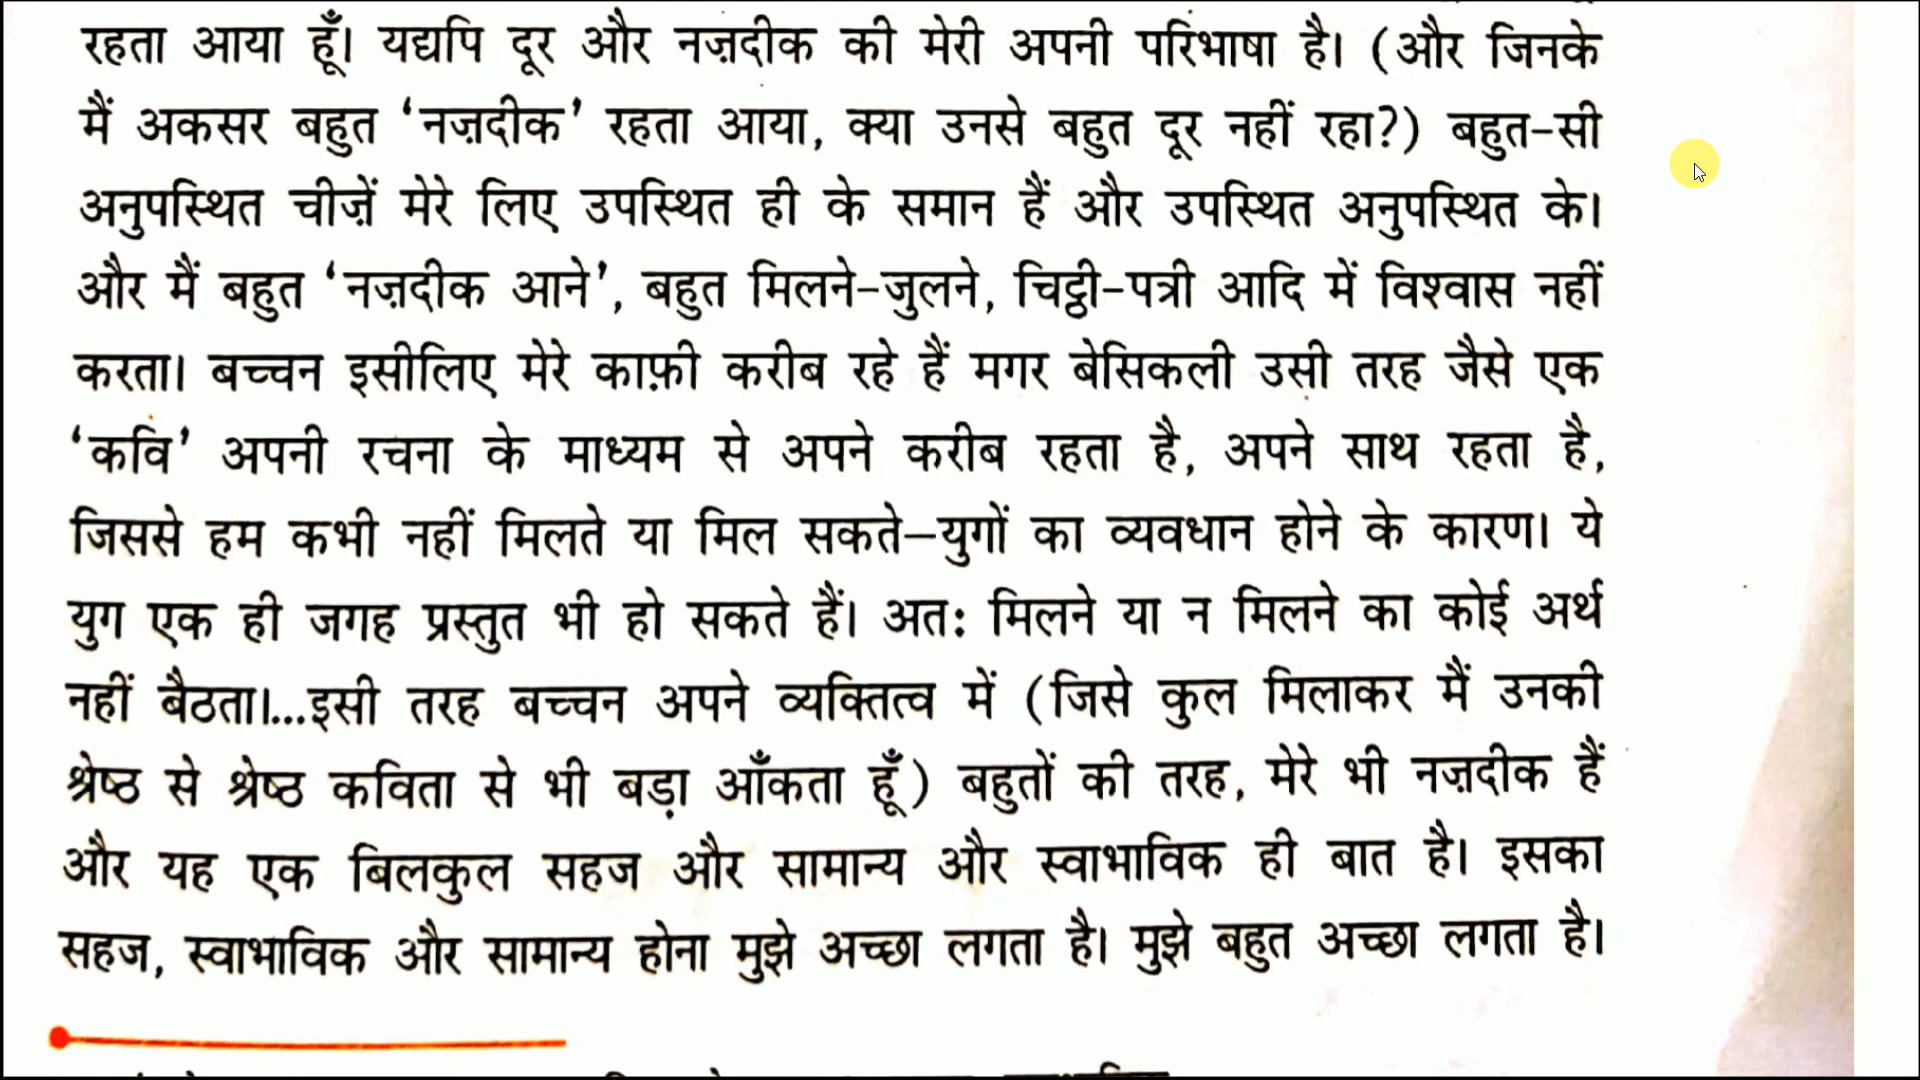 रहता आया हूँ। यद्यपि दूर और नज़दीक की मेरी अपनी परिभाषा है। (और जिनके
मैं अकसर बहुत ‘नज़दीक’ रहता आया, क्या उनसे बहुत दूर नहीं रहा?) बहुत-सी
अनुपस्थित चीज़ें मेरे लिए उपस्थित ही के समान हैं और उपस्थित अनुपस्थित के।
और मैं बहुत ‘नज़दीक आने’, बहुत मिलने-जुलने, चिट्ठी-पत्री आदि में विश्वास नहीं
करता। बच्चन इसीलिए मेरे काफ़ी करीब रहे हैं मगर बेसिकली उसी तरह जैसे एक
‘कवि’ अपनी रचना के माध्यम से अपने करीब रहता है, अपने साथ रहता है,
जिससे हम कभी नहीं मिलते या मिल सकते–युगों का व्यवधान होने के कारण। ये
युग एक ही जगह प्रस्तुत भी हो सकते हैं। अतः मिलने या न मिलने का कोई अर्थ
नहीं बैठता।...इसी तरह बच्चन अपने व्यक्तित्व में (जिसे कुल मिलाकर मैं उनकी
श्रेष्ठ से श्रेष्ठ कविता से भी बड़ा आँकता हूँ) बहुतों की तरह, मेरे भी नज़दीक हैं
और यह एक बिलकुल सहज और सामान्य और स्वाभाविक ही बात है। इसका
सहज, स्वाभाविक और सामान्य होना मुझे अच्छा लगता है। मुझे बहुत अच्छा लगता है।